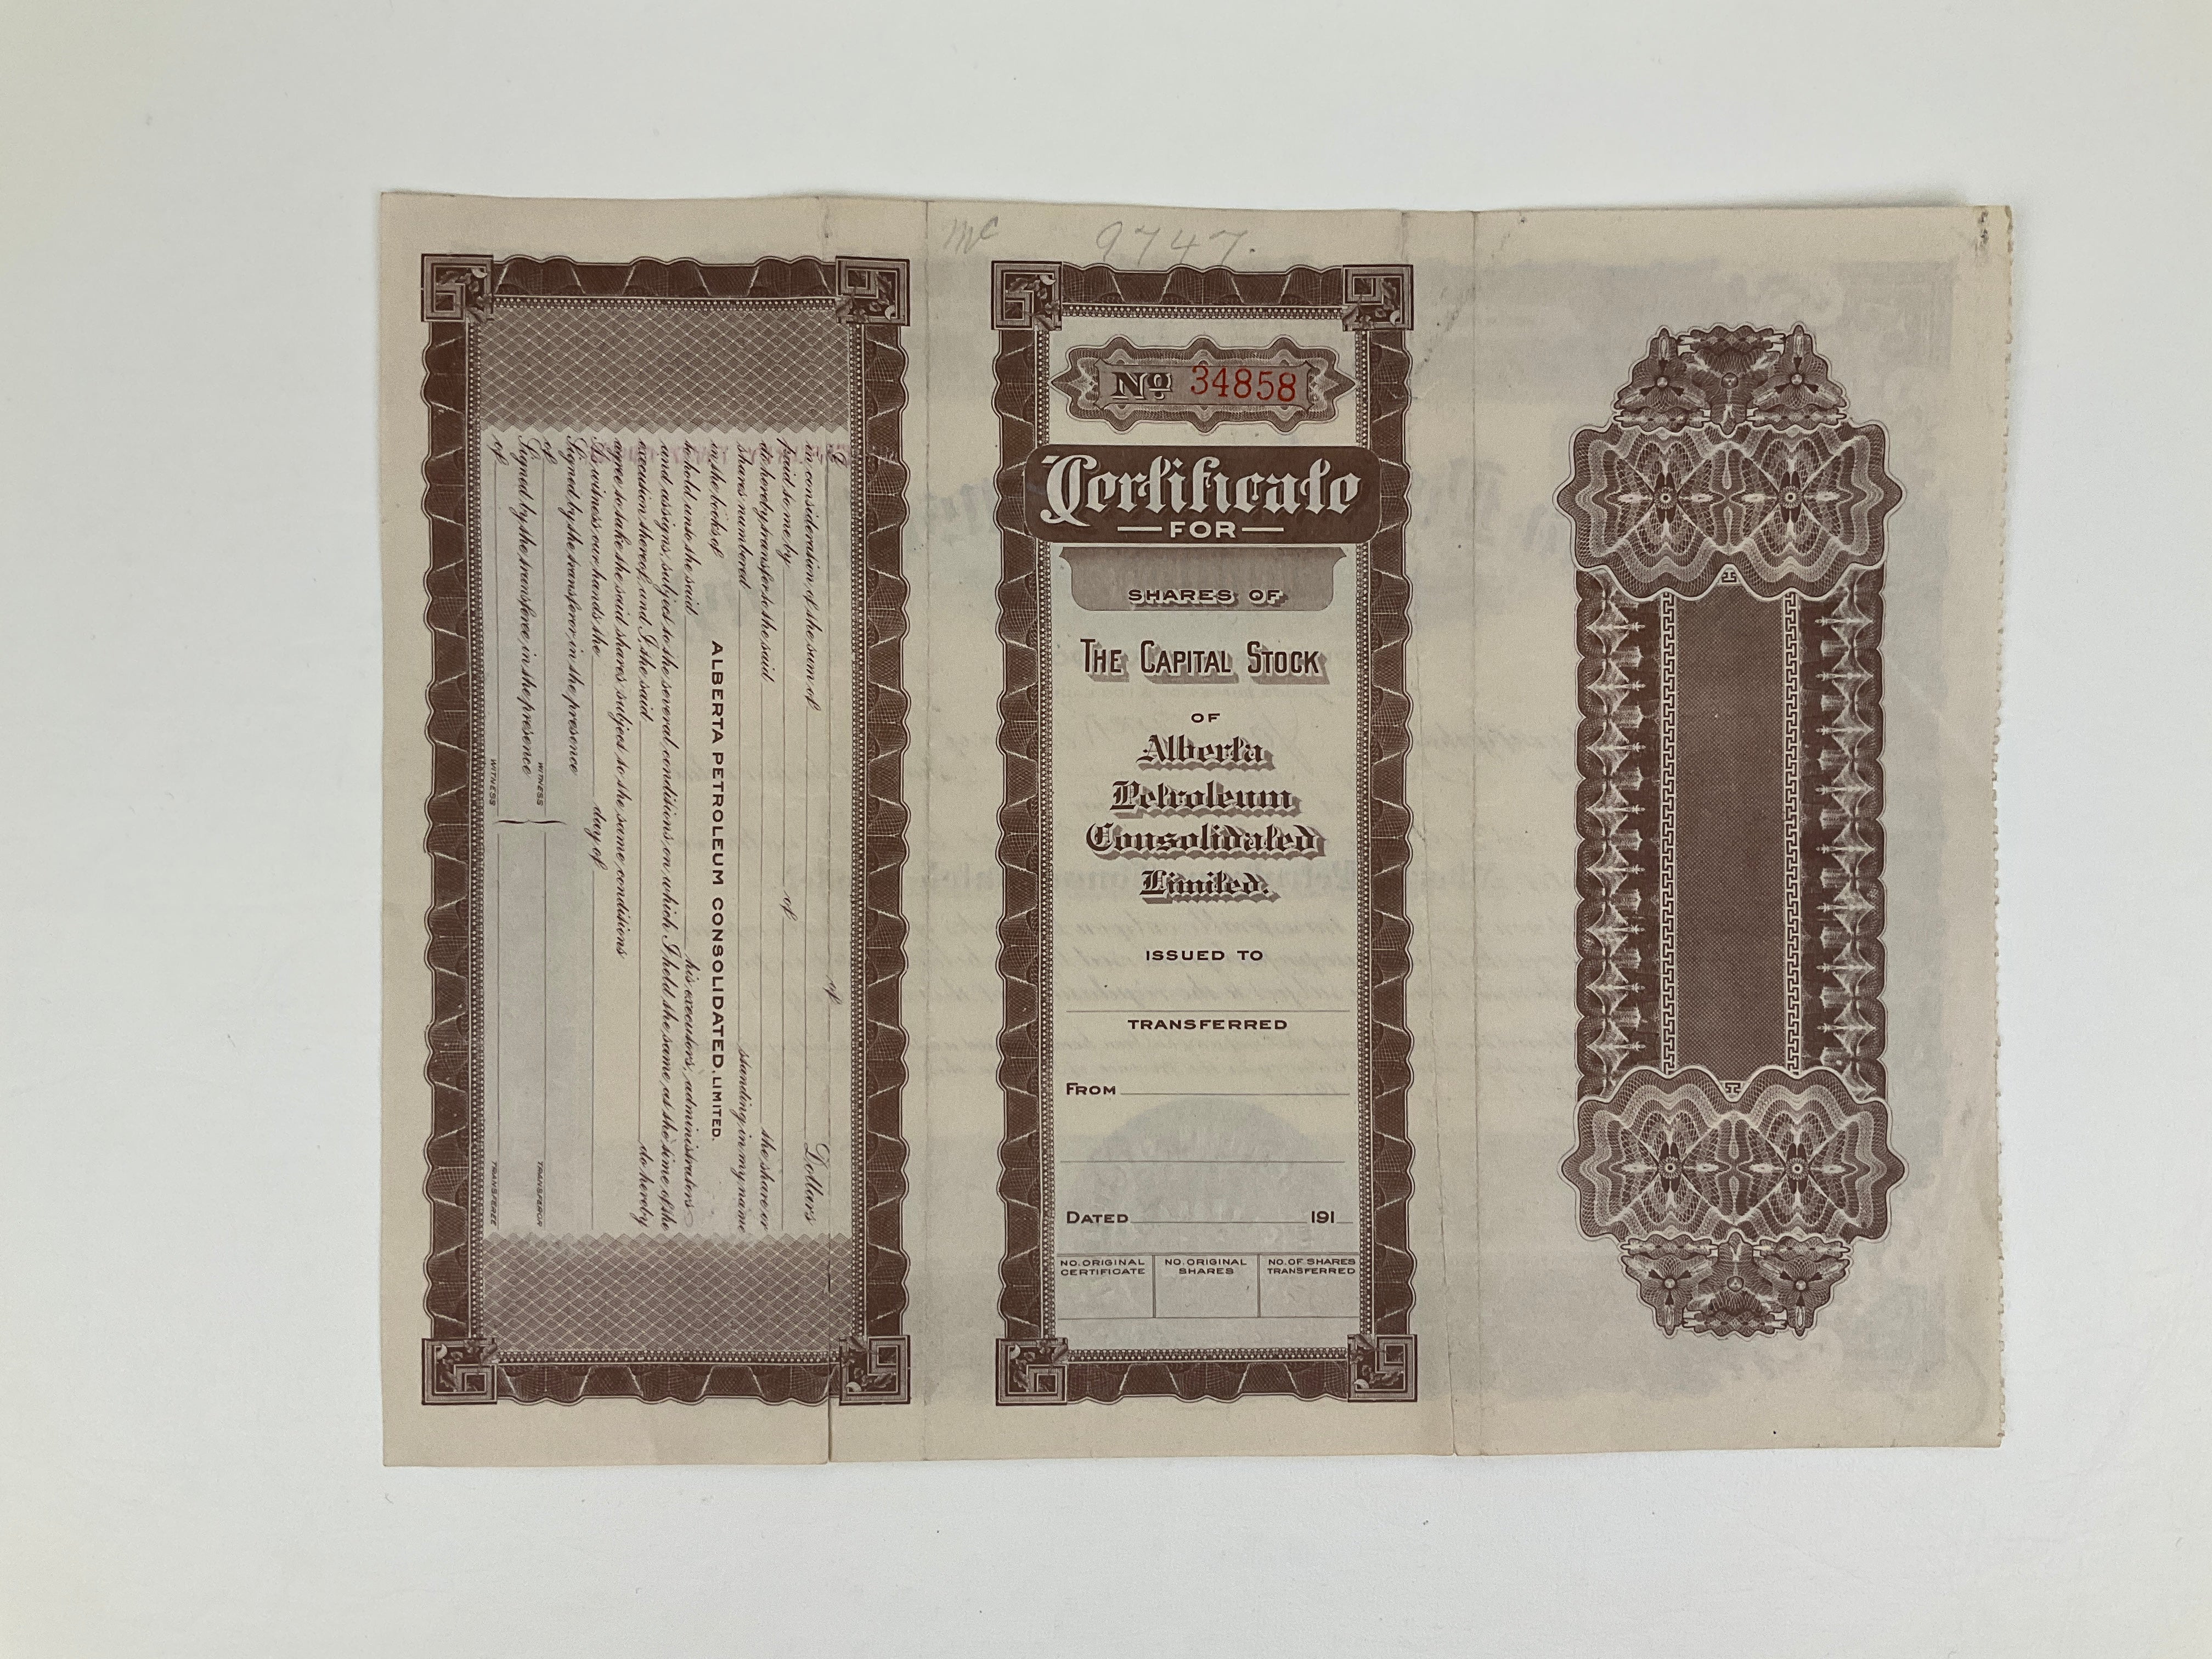 Mc 9747.
No 34858
Certificate
FOR
SHARES OF
THE CAPITAL STOCK
OF
Alberta
Petroleum
Consolidated
Limited.
ISSUED TO
TRANSFERRED
FROM
DATED 191
NO. ORIGINAL CERTIFICATE
NO. ORIGINAL SHARES
NO. OF SHARES TRANSFERRED
of
in consideration of the sum of Dollars
paid to me by of
do hereby transfer to the said the share or
shares numbered standing in my name
in the books of ALBERTA PETROLEUM CONSOLIDATED, LIMITED.
to hold unto the said his executors, administrators
and assigns, subject to the several conditions on which I held the same, at the time of the
execution thereof, and I, the said do hereby
agree to take the said shares subject to the same conditions
As witness our hands the day of
Signed by the transferor in the presence
of WITNESS TRANSFEROR
Signed by the transferee in the presence
of WITNESS TRANSFEREE